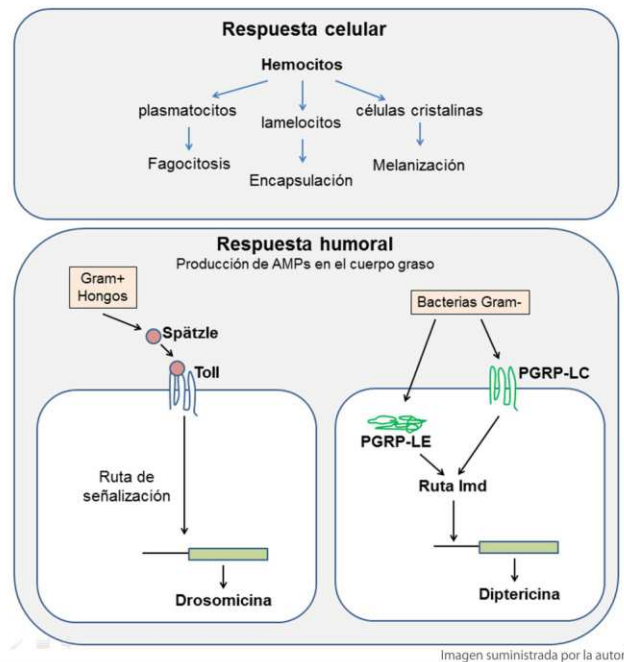 Respuesta celular
Hemocitos
plasmatocitos
lamelocitos
células cristalinas
Fagocitosis
Encapsulación
Melanización
Respuesta humoral
Producción de AMPs en el cuerpo graso
Gram+
Hongos
Spätzle
Toll
Ruta de
señalización
Drosomicina
Bacterias Gram-
PGRP-LC
PGRP-LE
Ruta Imd
Diptericina
Imagen suministrada por la autor